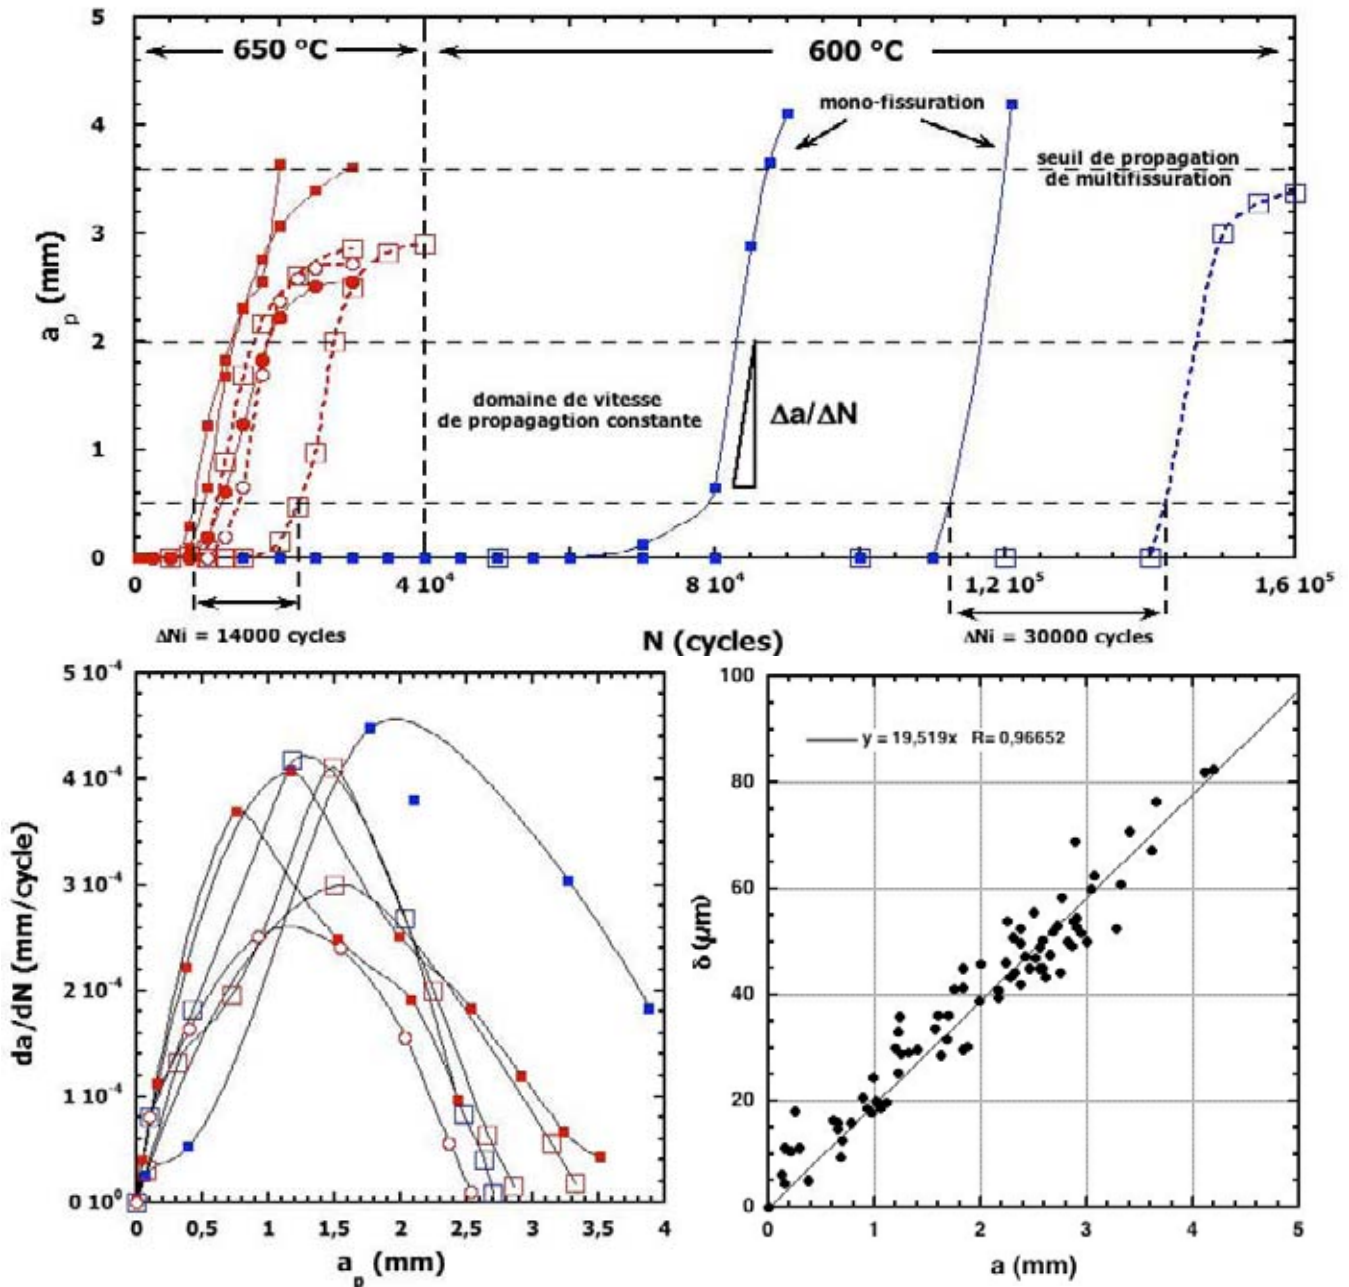 5
650 °C
600 °C
mono-fissuration
4
seuil de propagation
de multifissuration
3
a_p (mm)
2
domaine de vitesse
de propagagtion constante
Δa/ΔN
1
0
0
4 10⁴
8 10⁴
1,2 10⁵
1,6 10⁵
ΔNi = 14000 cycles
N (cycles)
ΔNi = 30000 cycles
5 10⁻⁴
4 10⁻⁴
3 10⁻⁴
2 10⁻⁴
1 10⁻⁴
0 10⁰
da/dN (mm/cycle)
0
0,5
1
1,5
2
2,5
3
3,5
4
a_p (mm)
100
y = 19,519x R= 0,96652
80
60
40
20
0
δ (µm)
0
1
2
3
4
5
a (mm)